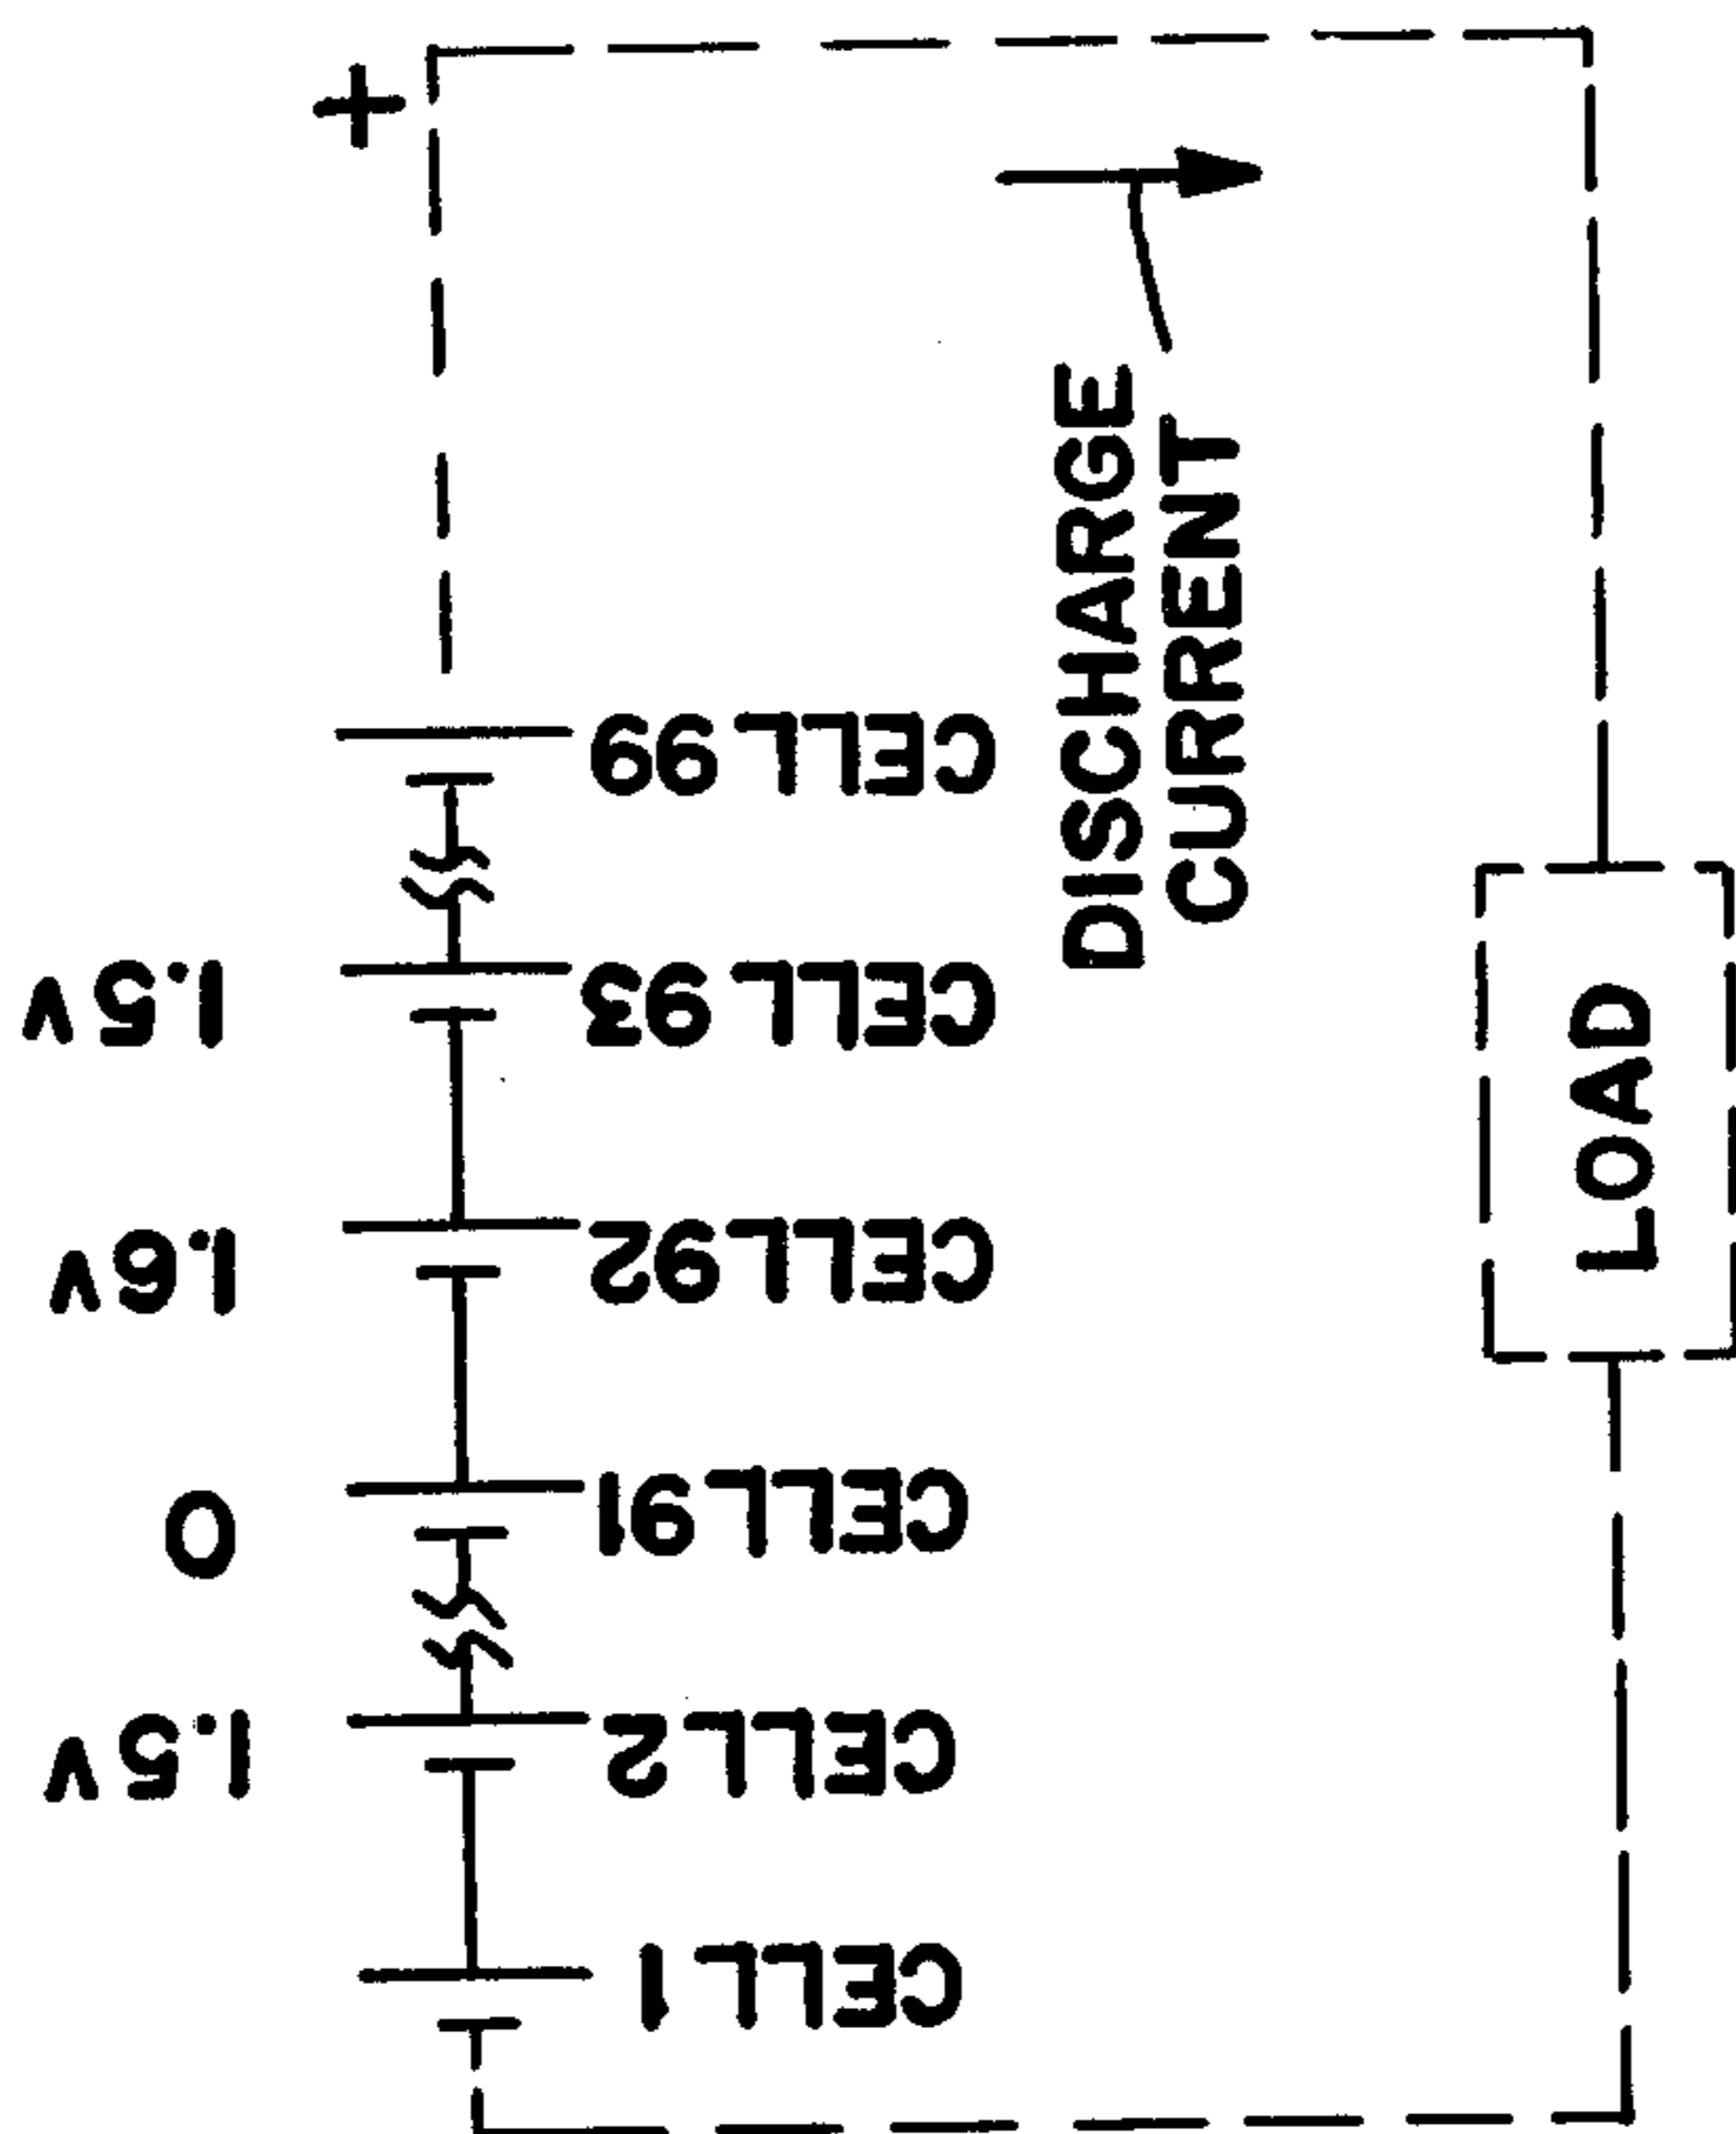 +
DISCHARGE
CURRENT
CELL 99
CELL 93
1.5v
LOAD
CELL 92
1.6v
CELL 91
0
CELL 2
1.5v
CELL 1